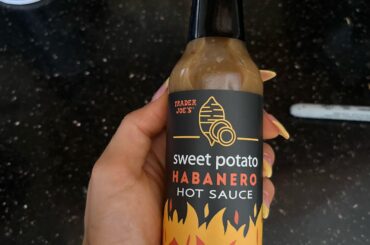 TRADER
JOE'S
sweet potato
HABANERO
HOT SAUCE